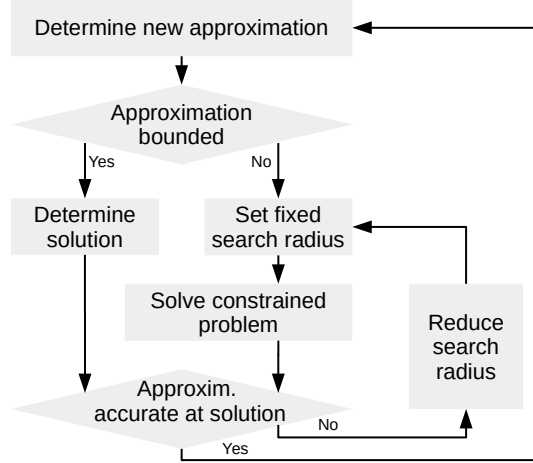 Determine new approximation
Approximation
bounded
Yes
No
Determine
solution
Set fixed
search radius
Solve constrained
problem
Reduce
search
radius
Approxim.
accurate at solution
No
Yes